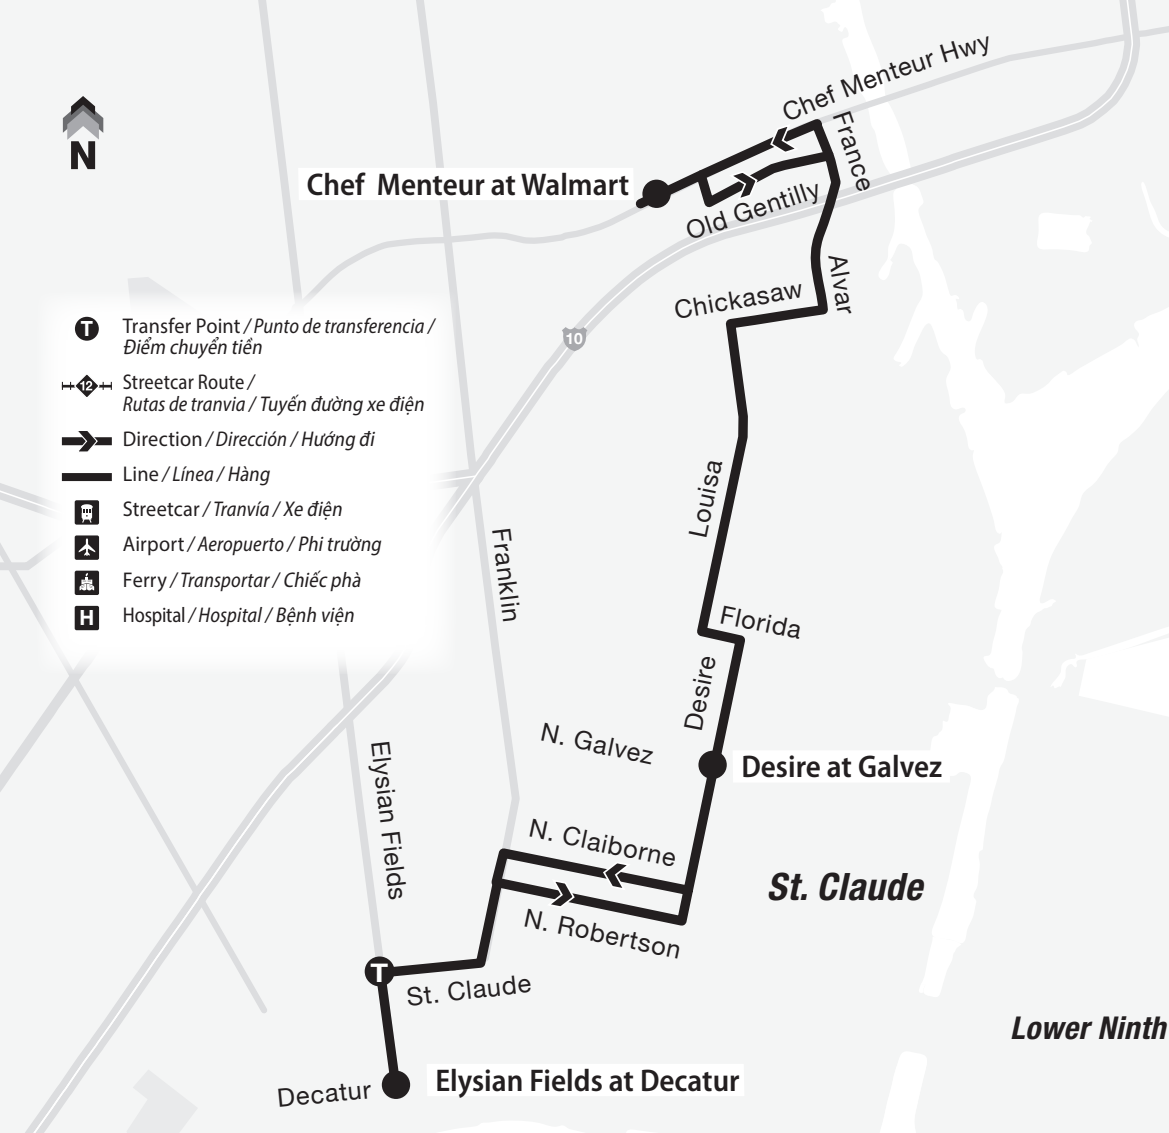 Chef Menteur Hwy
France
N
Chef Menteur at Walmart
Old Gentilly
Alvar
Chickasaw
T Transfer Point / Punto de transferencia /
Điểm chuyển tiền
10
12 Streetcar Route /
Rutas de tranvia / Tuyến đường xe điện
Direction / Dirección / Hướng đi
Line / Línea / Hàng
Streetcar / Tranvía / Xe điện
Airport / Aeropuerto / Phi trường
Ferry / Transportar / Chiếc phà
H Hospital / Hospital / Bệnh viện
Louisa
Franklin
Florida
Desire
N. Galvez
Desire at Galvez
Elysian Fields
N. Claiborne
St. Claude
N. Robertson
T
St. Claude
Lower Ninth
Elysian Fields at Decatur
Decatur